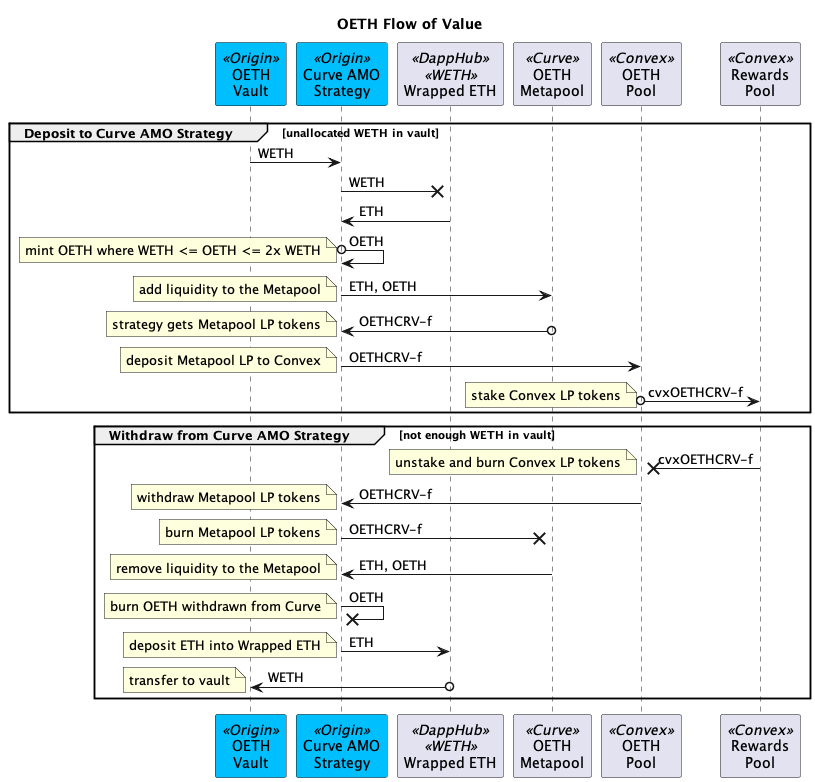 OETH Flow of Value
«Origin»
OETH
Vault
«Origin»
Curve AMO
Strategy
«DappHub»
«WETH»
Wrapped ETH
«Curve»
OETH
Metapool
«Convex»
OETH
Pool
«Convex»
Rewards
Pool
Deposit to Curve AMO Strategy
[unallocated WETH in vault]
WETH
WETH
ETH
mint OETH where WETH <= OETH <= 2x WETH
OETH
add liquidity to the Metapool
ETH, OETH
strategy gets Metapool LP tokens
OETHCRV-f
deposit Metapool LP to Convex
OETHCRV-f
stake Convex LP tokens
cvxOETHCRV-f
Withdraw from Curve AMO Strategy
[not enough WETH in vault]
unstake and burn Convex LP tokens
cvxOETHCRV-f
withdraw Metapool LP tokens
OETHCRV-f
burn Metapool LP tokens
OETHCRV-f
remove liquidity to the Metapool
ETH, OETH
burn OETH withdrawn from Curve
OETH
deposit ETH into Wrapped ETH
ETH
transfer to vault
WETH
«Origin»
OETH
Vault
«Origin»
Curve AMO
Strategy
«DappHub»
«WETH»
Wrapped ETH
«Curve»
OETH
Metapool
«Convex»
OETH
Pool
«Convex»
Rewards
Pool